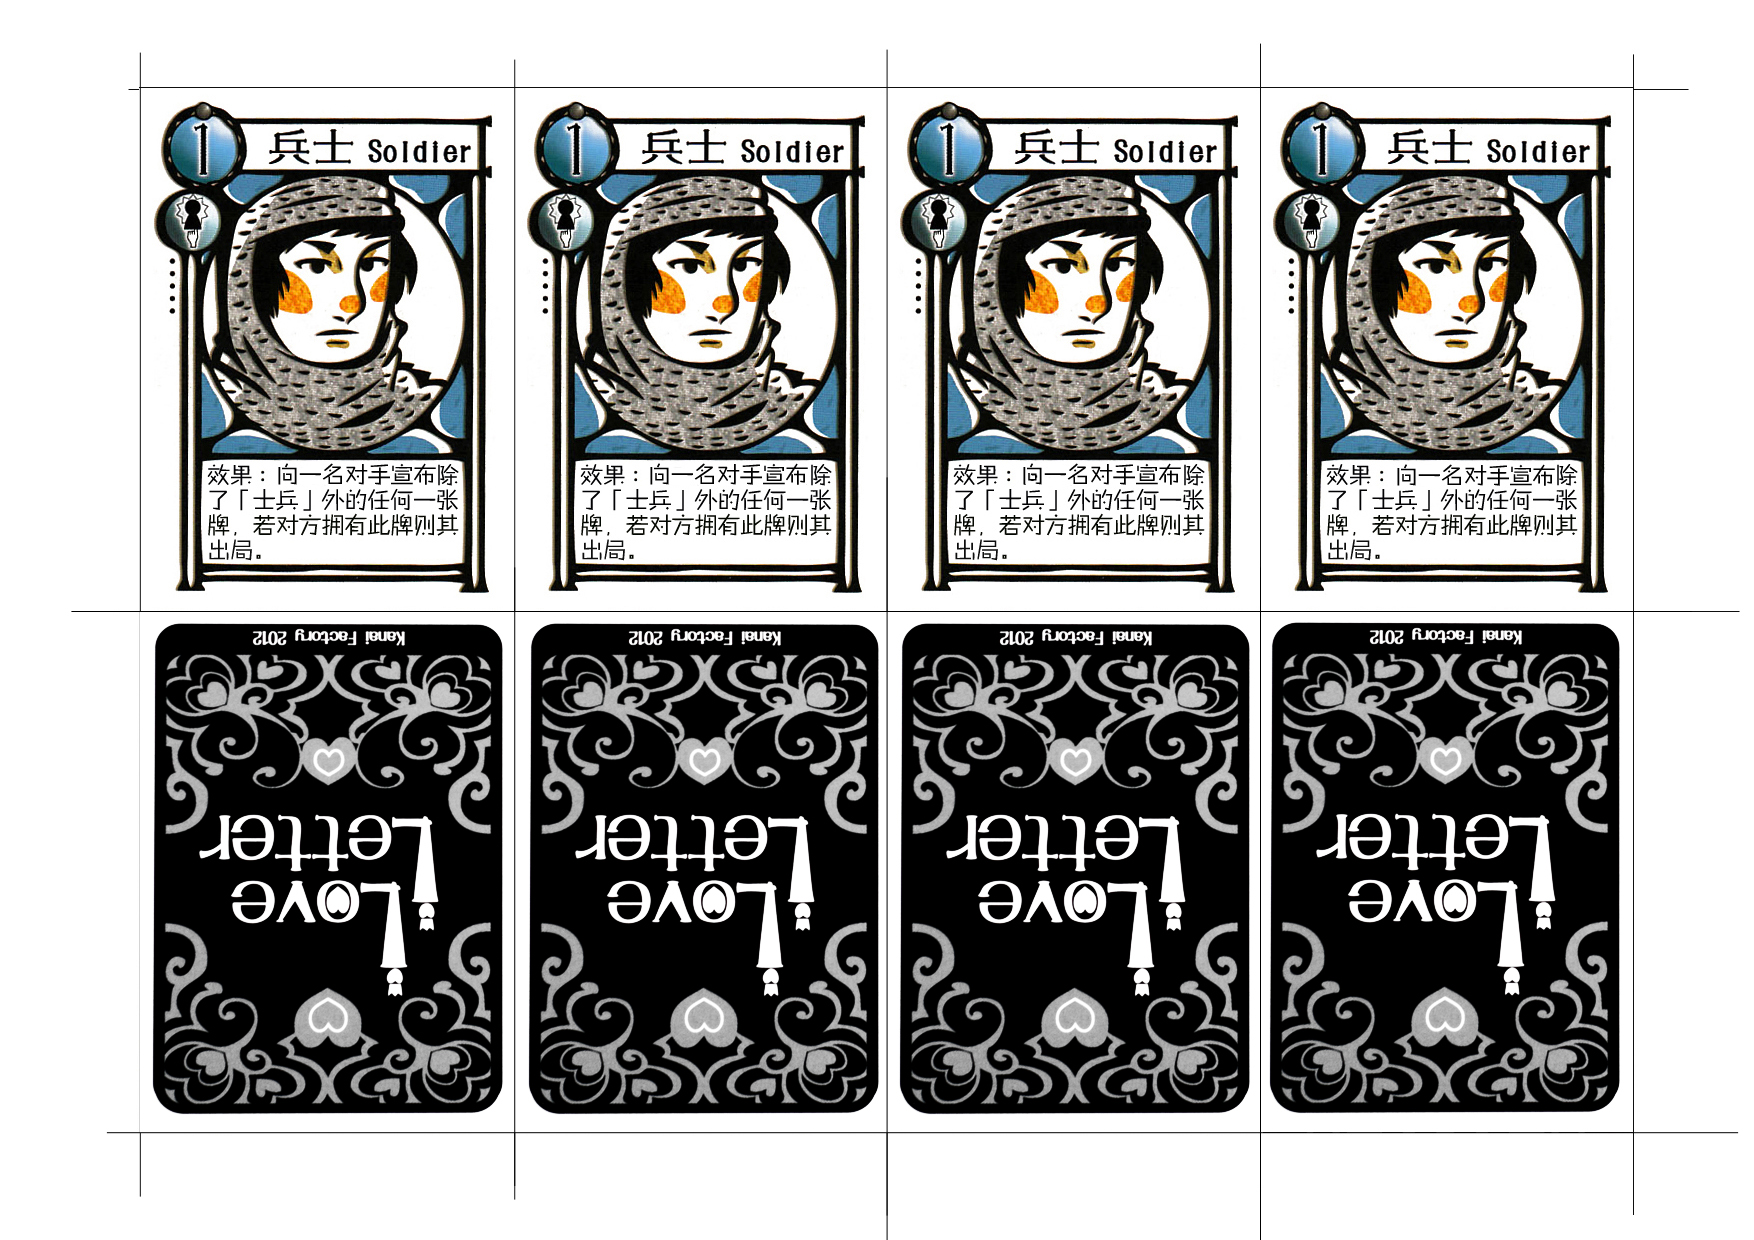 1
兵士 Soldier
效果：向一名对手宣布除
了「士兵」外的任何一张
牌，若对方拥有此牌则其
出局。
1
兵士 Soldier
效果：向一名对手宣布除
了「士兵」外的任何一张
牌，若对方拥有此牌则其
出局。
1
兵士 Soldier
效果：向一名对手宣布除
了「士兵」外的任何一张
牌，若对方拥有此牌则其
出局。
1
兵士 Soldier
效果：向一名对手宣布除
了「士兵」外的任何一张
牌，若对方拥有此牌则其
出局。
Love
Letter
Kanai Factory 2012
Love
Letter
Kanai Factory 2012
Love
Letter
Kanai Factory 2012
Love
Letter
Kanai Factory 2012